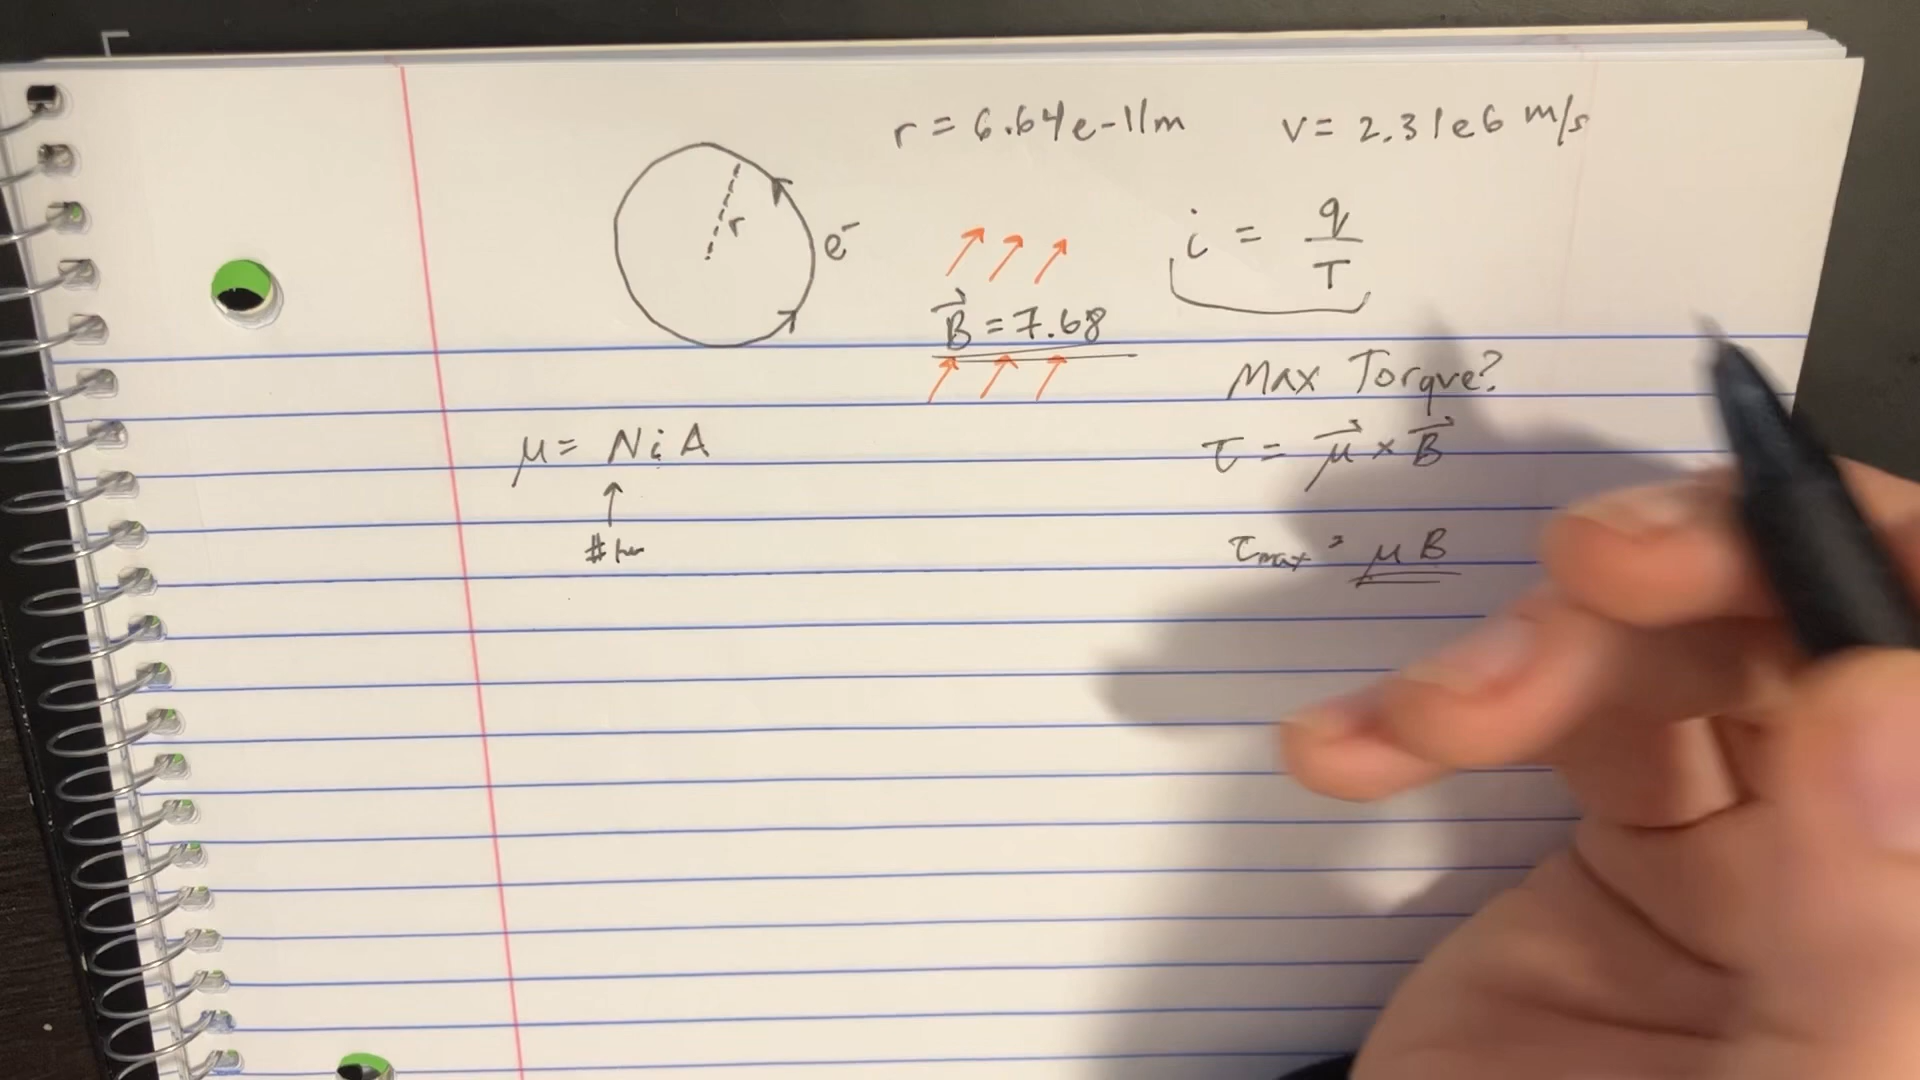 r = 6.64e-11m v = 2.31e6 m/s
r
e⁻
i = q/T
B⃗ = 7.68
Max Torque?
μ = NiA
τ = μ⃗ × B⃗
τmax = μB
#